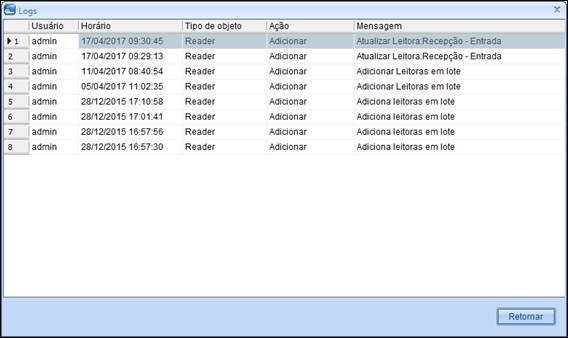 Logs
Usuário Horário Tipo de objeto Ação Mensagem
1 admin 17/04/2017 09:30:45 Reader Adicionar Atualizar Leitora:Recepção - Entrada
2 admin 17/04/2017 09:29:13 Reader Adicionar Atualizar Leitora:Recepção - Entrada
3 admin 11/04/2017 08:40:54 Reader Adicionar Adicionar Leitoras em lote
4 admin 05/04/2017 11:02:35 Reader Adicionar Adicionar Leitoras em lote
5 admin 28/12/2015 17:10:58 Reader Adicionar Adiciona leitoras em lote
6 admin 28/12/2015 17:01:41 Reader Adicionar Adiciona leitoras em lote
7 admin 28/12/2015 16:57:56 Reader Adicionar Adiciona leitoras em lote
8 admin 28/12/2015 16:57:30 Reader Adicionar Adiciona leitoras em lote
Retornar